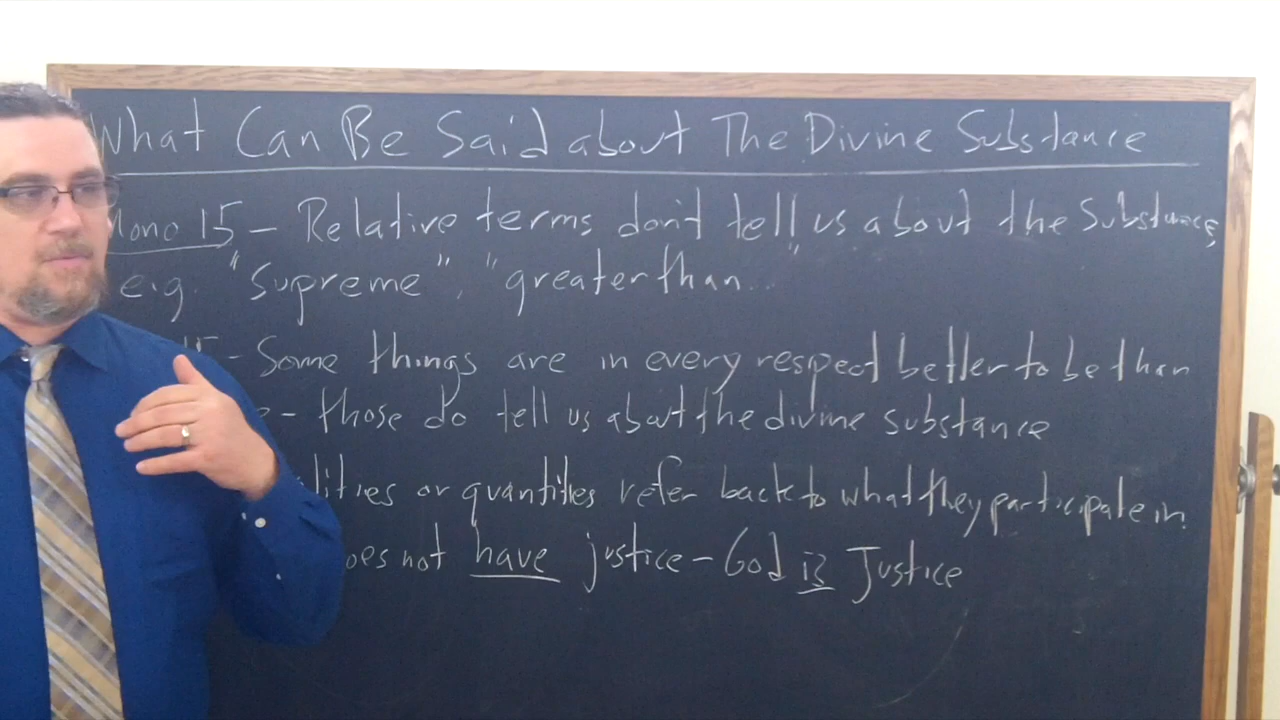 What Can Be Said about The Divine Substance
Mono 15 - Relative terms don't tell us about the Substance,
e.g. "Supreme", "greater than..."
15 - Some things are in every respect better to be than
- those do tell us about the divine substance
or quantities refer back to what they participate in
not have justice - God is Justice